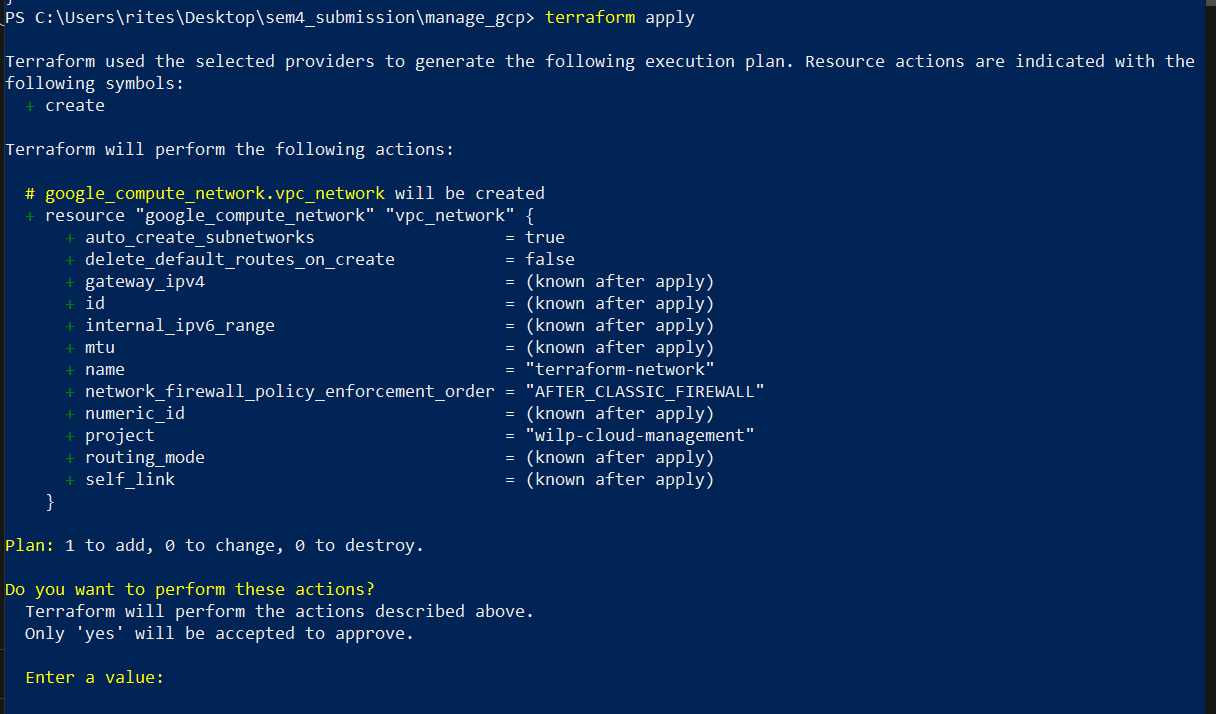 PS C:\Users\rites\Desktop\sem4_submission\manage_gcp> terraform apply
Terraform used the selected providers to generate the following execution plan. Resource actions are indicated with the
following symbols:
  + create
Terraform will perform the following actions:
  # google_compute_network.vpc_network will be created
  + resource "google_compute_network" "vpc_network" {
      + auto_create_subnetworks                   = true
      + delete_default_routes_on_create           = false
      + gateway_ipv4                              = (known after apply)
      + id                                        = (known after apply)
      + internal_ipv6_range                       = (known after apply)
      + mtu                                       = (known after apply)
      + name                                      = "terraform-network"
      + network_firewall_policy_enforcement_order = "AFTER_CLASSIC_FIREWALL"
      + numeric_id                                = (known after apply)
      + project                                   = "wilp-cloud-management"
      + routing_mode                              = (known after apply)
      + self_link                                 = (known after apply)
    }
Plan: 1 to add, 0 to change, 0 to destroy.
Do you want to perform these actions?
  Terraform will perform the actions described above.
  Only 'yes' will be accepted to approve.
  Enter a value: